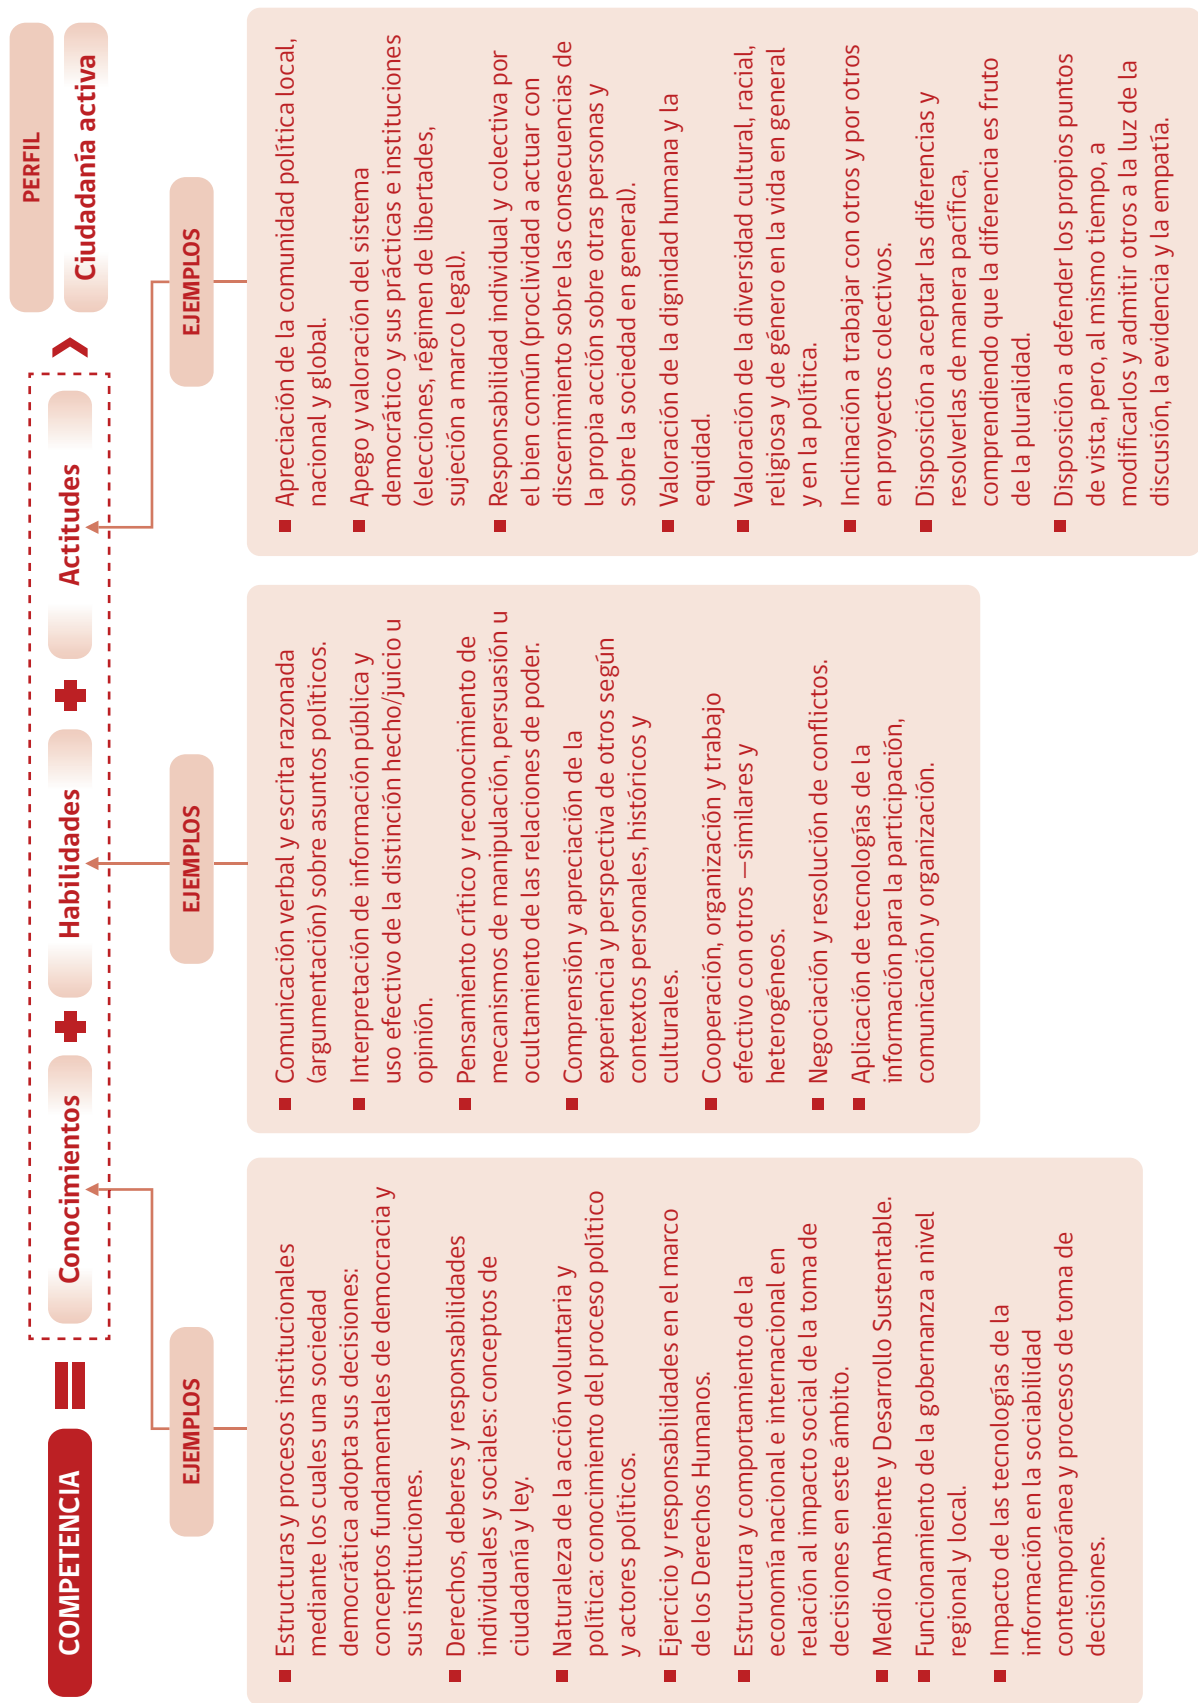 COMPETENCIA
=
Conocimientos
+
Habilidades
+
Actitudes
>
PERFIL
Ciudadanía activa
EJEMPLOS
■ Estructuras y procesos institucionales
mediante los cuales una sociedad
democrática adopta sus decisiones:
conceptos fundamentales de democracia y
sus instituciones.
■ Derechos, deberes y responsabilidades
individuales y sociales: conceptos de
ciudadanía y ley.
■ Naturaleza de la acción voluntaria y
política: conocimiento del proceso político
y actores políticos.
■ Ejercicio y responsabilidades en el marco
de los Derechos Humanos.
■ Estructura y comportamiento de la
economía nacional e internacional en
relación al impacto social de la toma de
decisiones en este ámbito.
■ Medio Ambiente y Desarrollo Sustentable.
■ Funcionamiento de la gobernanza a nivel
regional y local.
■ Impacto de las tecnologías de la
información en la sociabilidad
contemporánea y procesos de toma de
decisiones.
EJEMPLOS
■ Comunicación verbal y escrita razonada
(argumentación) sobre asuntos políticos.
■ Interpretación de información pública y
uso efectivo de la distinción hecho/juicio u
opinión.
■ Pensamiento crítico y reconocimiento de
mecanismos de manipulación, persuasión u
ocultamiento de las relaciones de poder.
■ Comprensión y apreciación de la
experiencia y perspectiva de otros según
contextos personales, históricos y
culturales.
■ Cooperación, organización y trabajo
efectivo con otros —similares y
heterogéneos.
■ Negociación y resolución de conflictos.
■ Aplicación de tecnologías de la
información para la participación,
comunicación y organización.
EJEMPLOS
■ Apreciación de la comunidad política local,
nacional y global.
■ Apego y valoración del sistema
democrático y sus prácticas e instituciones
(elecciones, régimen de libertades,
sujeción a marco legal).
■ Responsabilidad individual y colectiva por
el bien común (proclividad a actuar con
discernimiento sobre las consecuencias de
la propia acción sobre otras personas y
sobre la sociedad en general).
■ Valoración de la dignidad humana y la
equidad.
■ Valoración de la diversidad cultural, racial,
religiosa y de género en la vida en general
y en la política.
■ Inclinación a trabajar con otros y por otros
en proyectos colectivos.
■ Disposición a aceptar las diferencias y
resolverlas de manera pacífica,
comprendiendo que la diferencia es fruto
de la pluralidad.
■ Disposición a defender los propios puntos
de vista, pero, al mismo tiempo, a
modificarlos y admitir otros a la luz de la
discusión, la evidencia y la empatía.